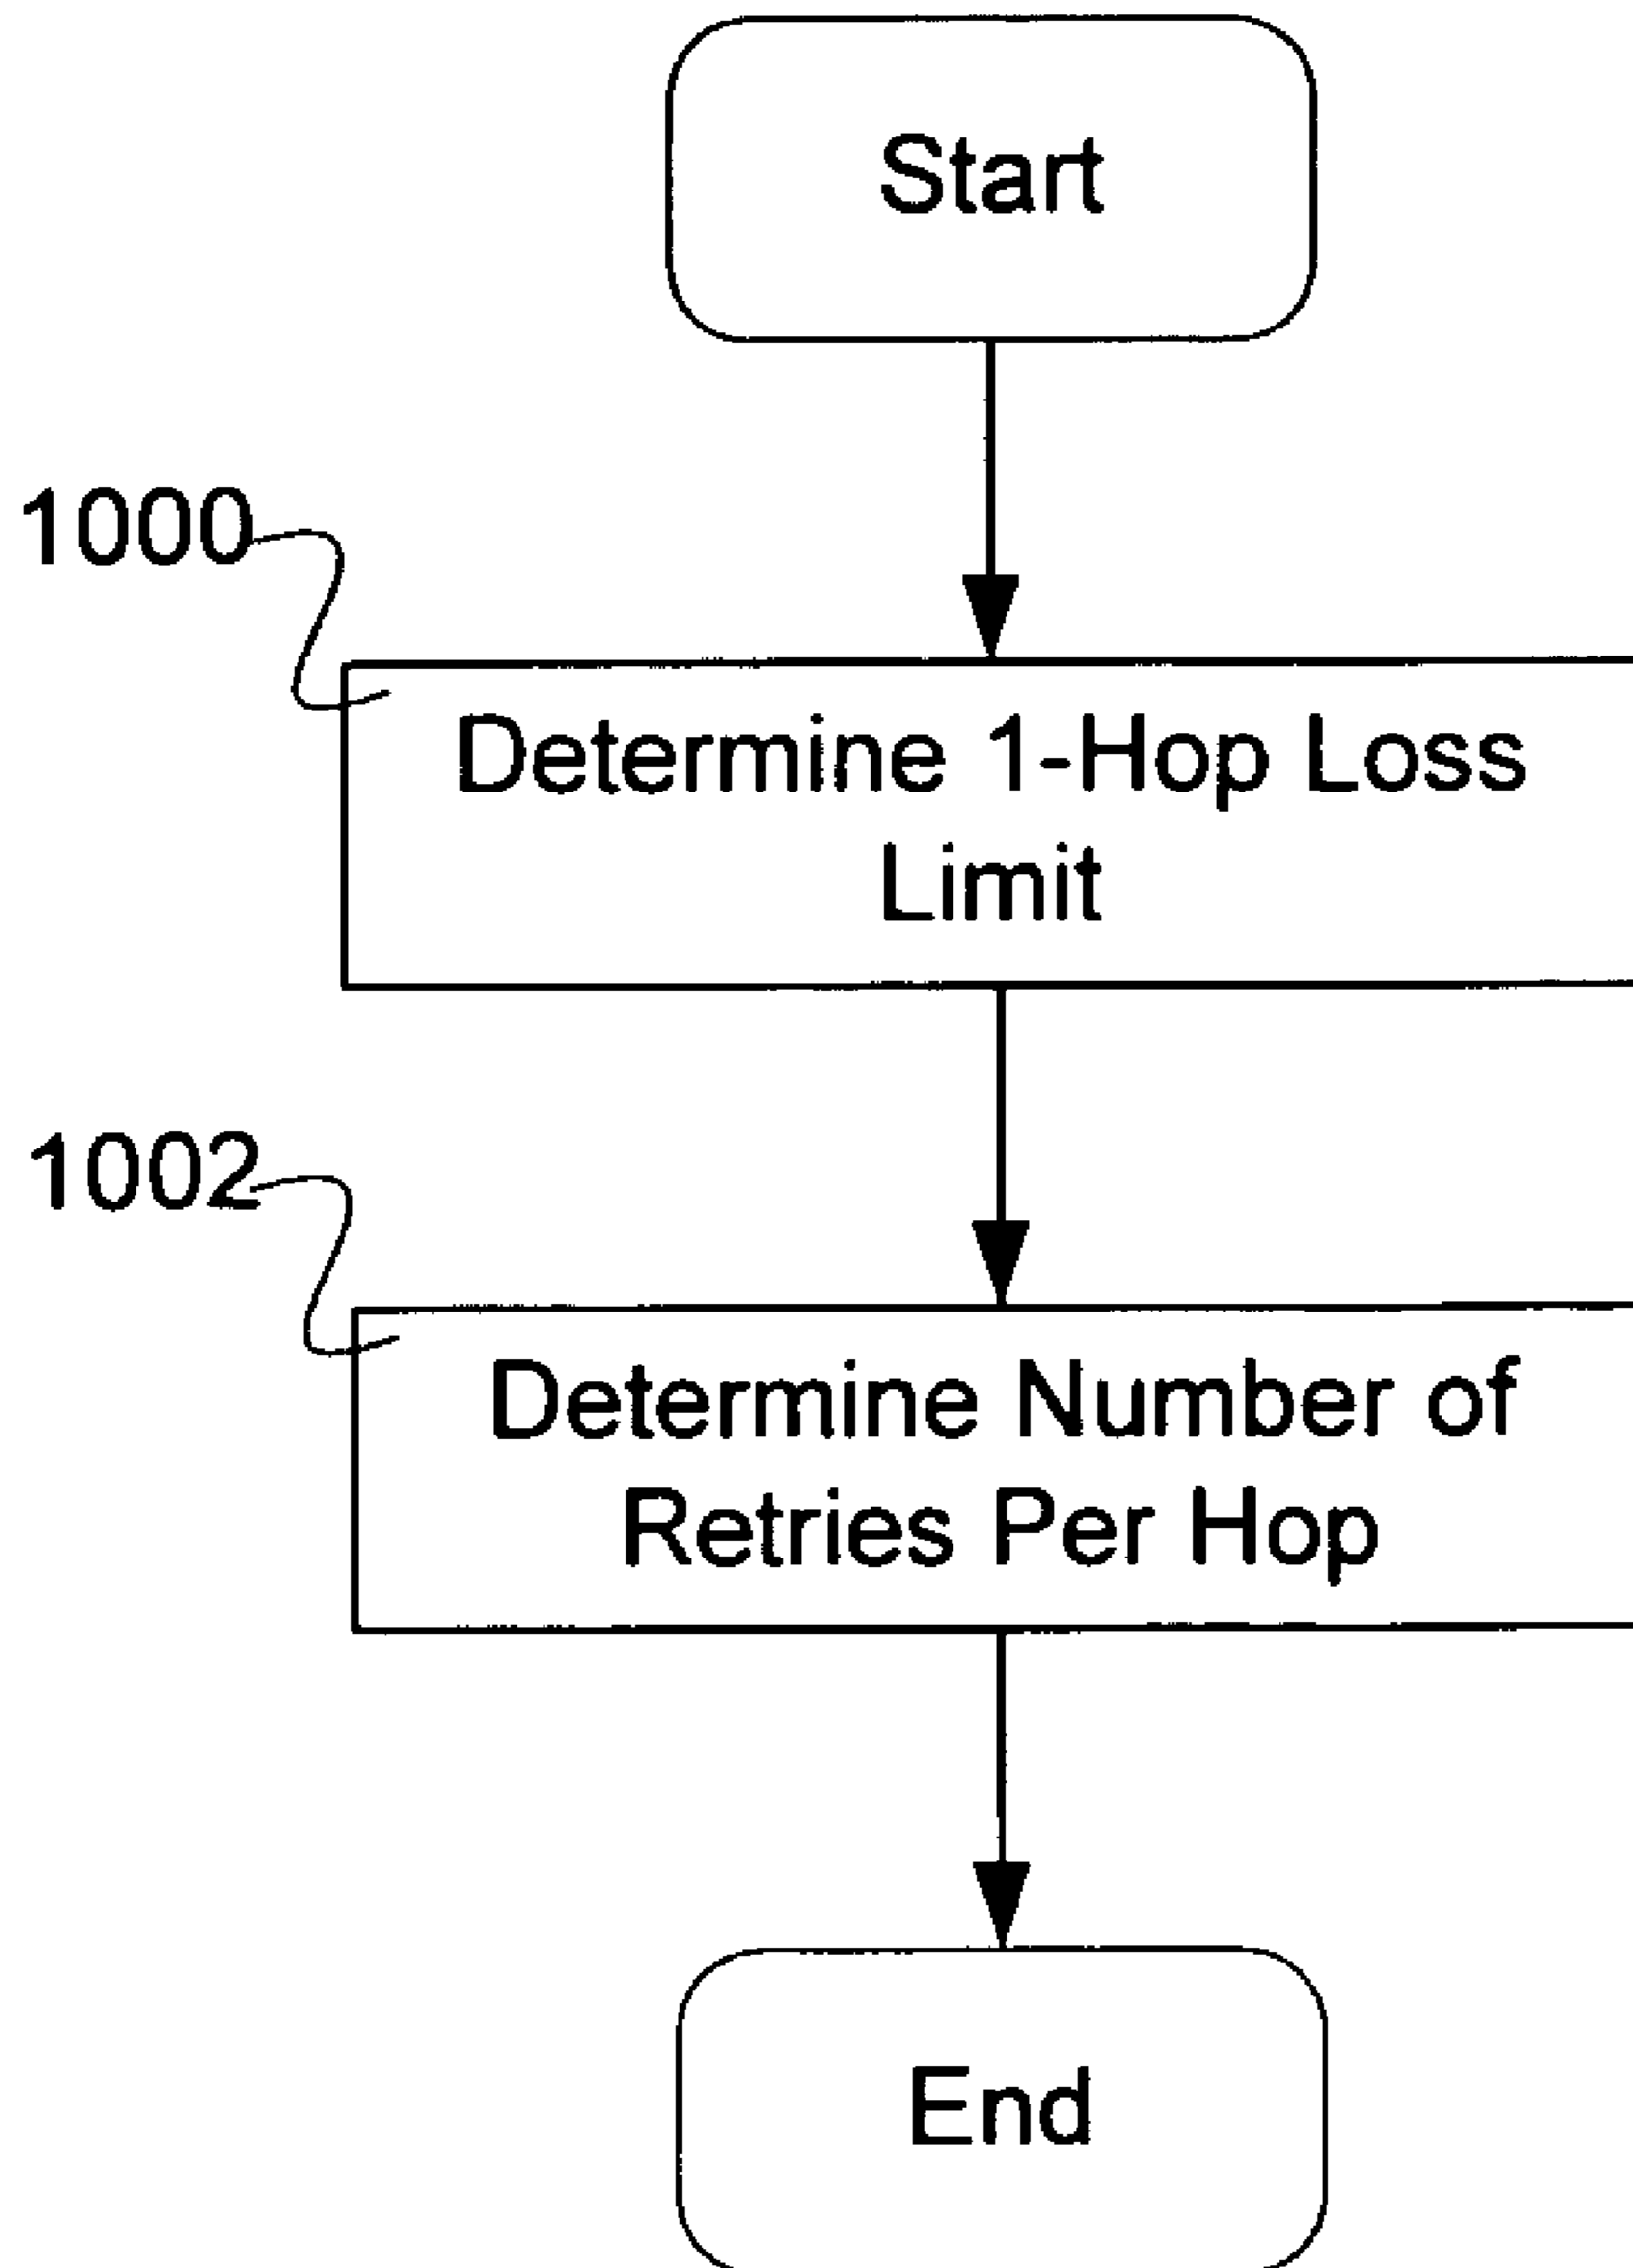 Start
1000
Determine 1-Hop Loss
Limit
1002
Determine Number of
Retries Per Hop
End